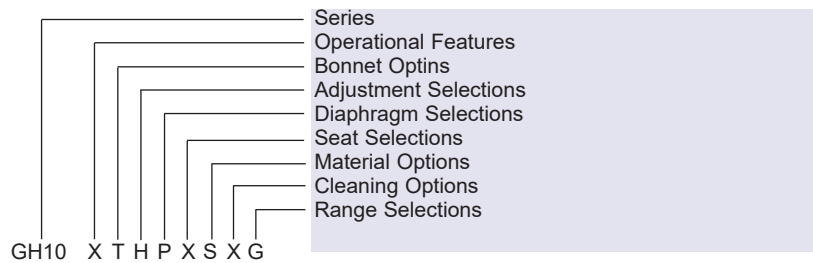 Series
Operational Features
Bonnet Optins
Adjustment Selections
Diaphragm Selections
Seat Selections
Material Options
Cleaning Options
Range Selections
GH10 X T H P X S X G